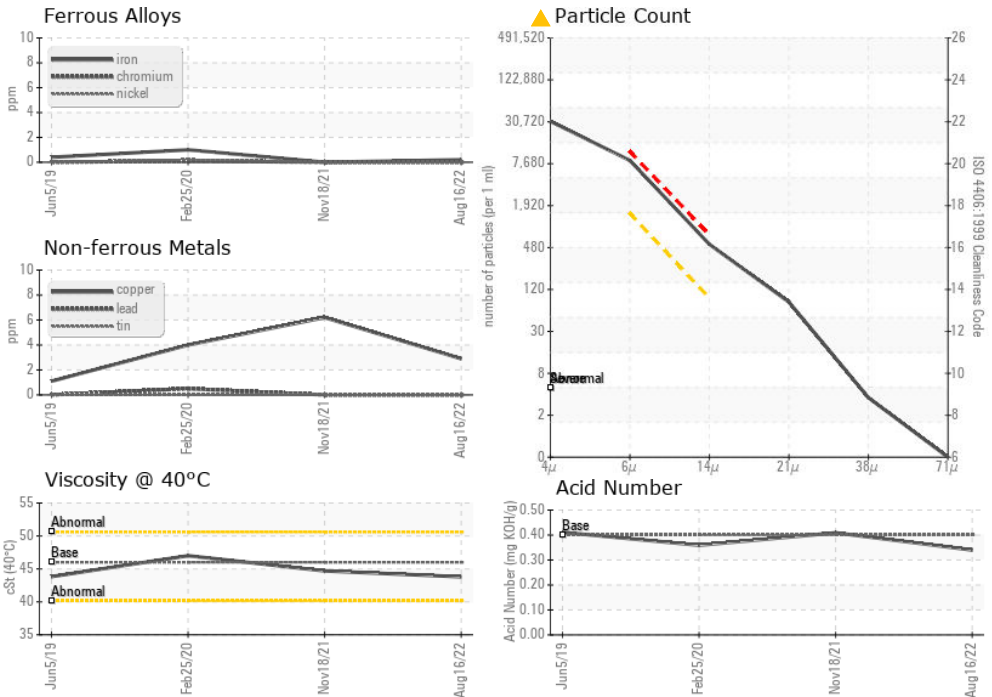 Ferrous Alloys
ppm
10
8
6
4
2
0
iron
chromium
nickel
Jun5/19
Feb25/20
Nov18/21
Aug16/22
Non-ferrous Metals
ppm
10
8
6
4
2
0
copper
lead
tin
Jun5/19
Feb25/20
Nov18/21
Aug16/22
Viscosity @ 40°C
cSt (40°C)
55
50
45
40
35
Abnormal
Base
Abnormal
Jun5/19
Feb25/20
Nov18/21
Aug16/22
Particle Count
number of particles (per 1 ml)
491,520
122,880
30,720
7,680
1,920
480
120
30
8
2
0
Abnormal
4µ
6µ
14µ
21µ
38µ
71µ
26
24
22
20
18
16
14
12
10
8
6
ISO 4406:1999 Cleanliness Code
Acid Number
Acid Number (mg KOH/g)
0.50
0.40
0.30
0.20
0.10
0.00
Base
Jun5/19
Feb25/20
Nov18/21
Aug16/22